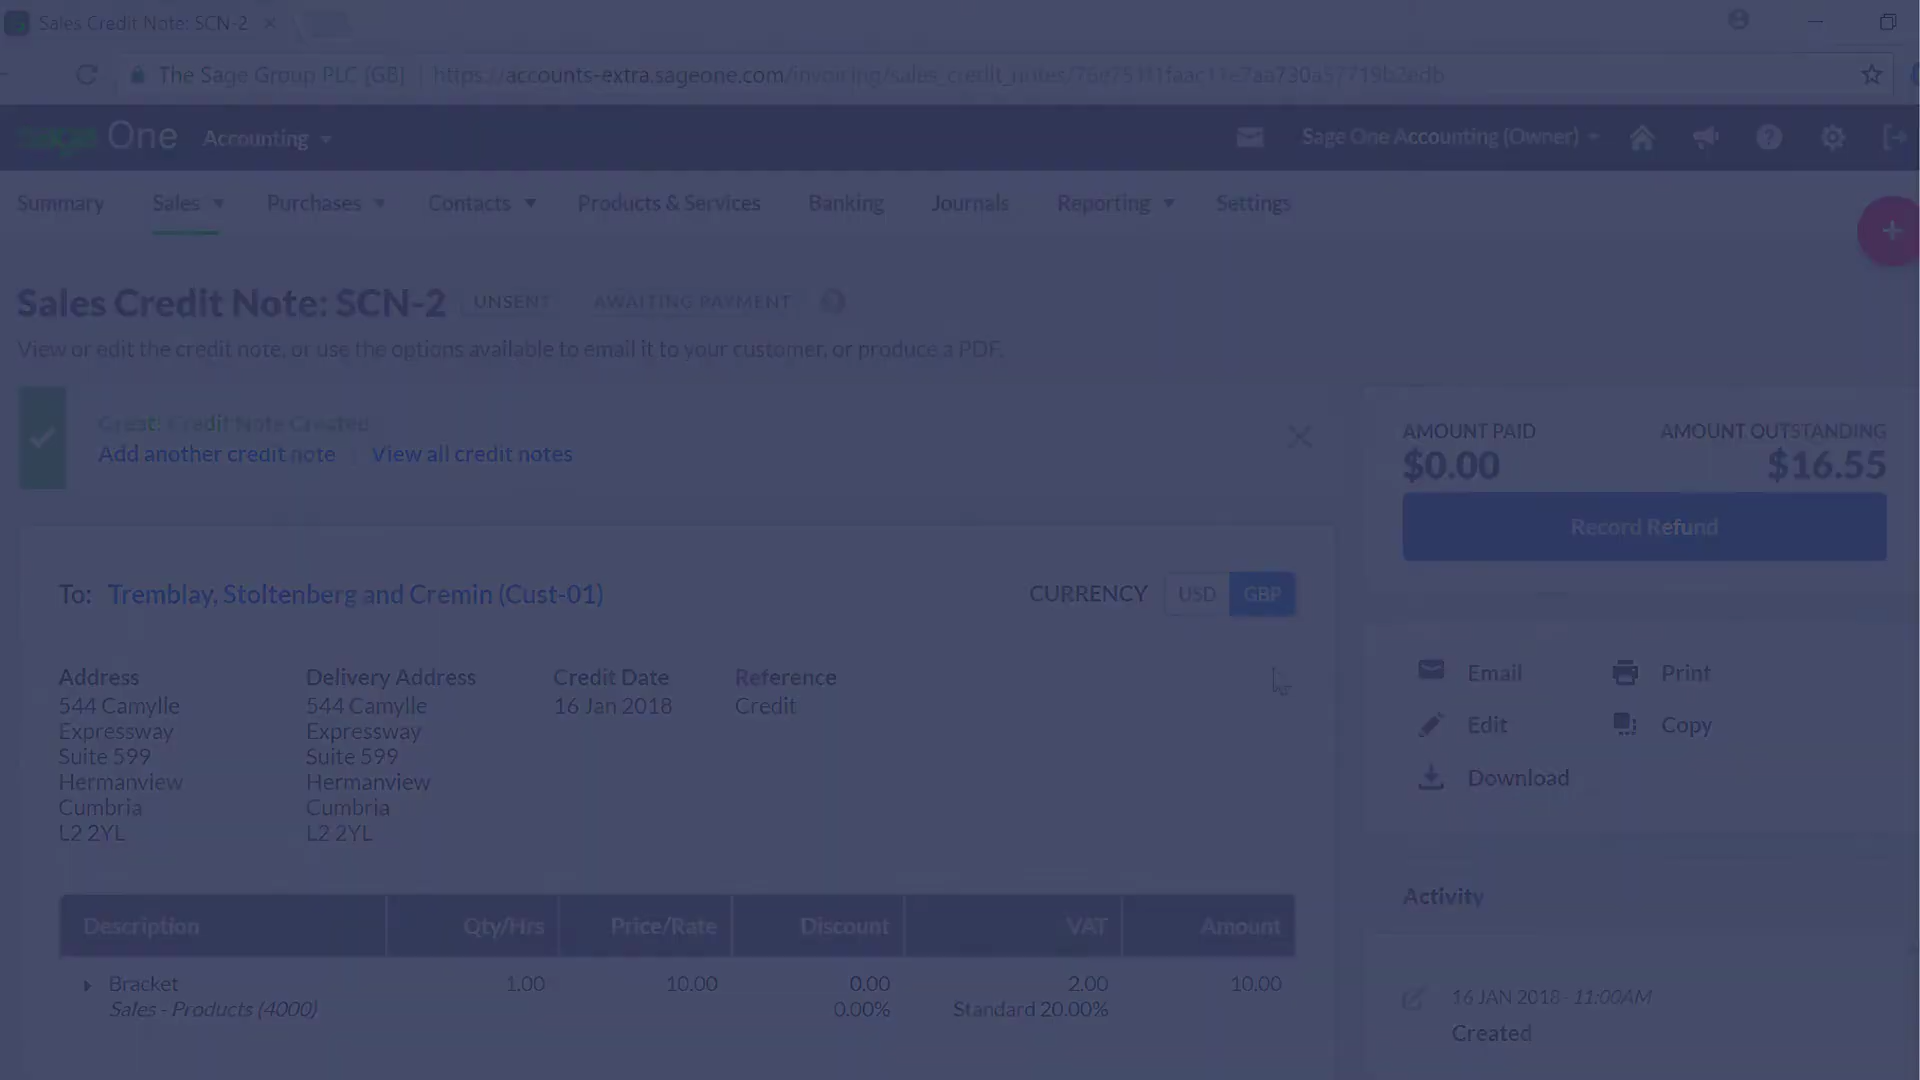 Sales Credit Note: SCN-2
The Sage Group PLC [GB] https://accounts-extra.sageone.com/invoicing/sales_credit_notes/
sage One Accounting
Sage One Accounting (Owner)
Summary Sales Purchases Contacts Products & Services Banking Journals Reporting Settings
Sales Credit Note: SCN-2 UNSENT AWAITING PAYMENT
View or edit the credit note, or use the options available to email it to your customer, or produce a PDF.
Great! Credit Note Created
Add another credit note View all credit notes
AMOUNT PAID AMOUNT OUTSTANDING
$0.00 $16.55
Record Refund
To: Tremblay, Stoltenberg and Cremin (Cust-01)
CURRENCY USD GBP
Address
544 Camylle
Expressway
Suite 599
Hermanview
Cumbria
L2 2YL
Delivery Address
544 Camylle
Expressway
Suite 599
Hermanview
Cumbria
L2 2YL
Credit Date
16 Jan 2018
Reference
Credit
Email Print
Edit Copy
Download
Description Qty/Hrs Price/Rate Discount VAT Amount
Bracket 1.00 10.00 0.00 2.00 10.00
Sales - Products (4000) 0.00% Standard 20.00%
Activity
16 JAN 2018 - 11:00AM
Created